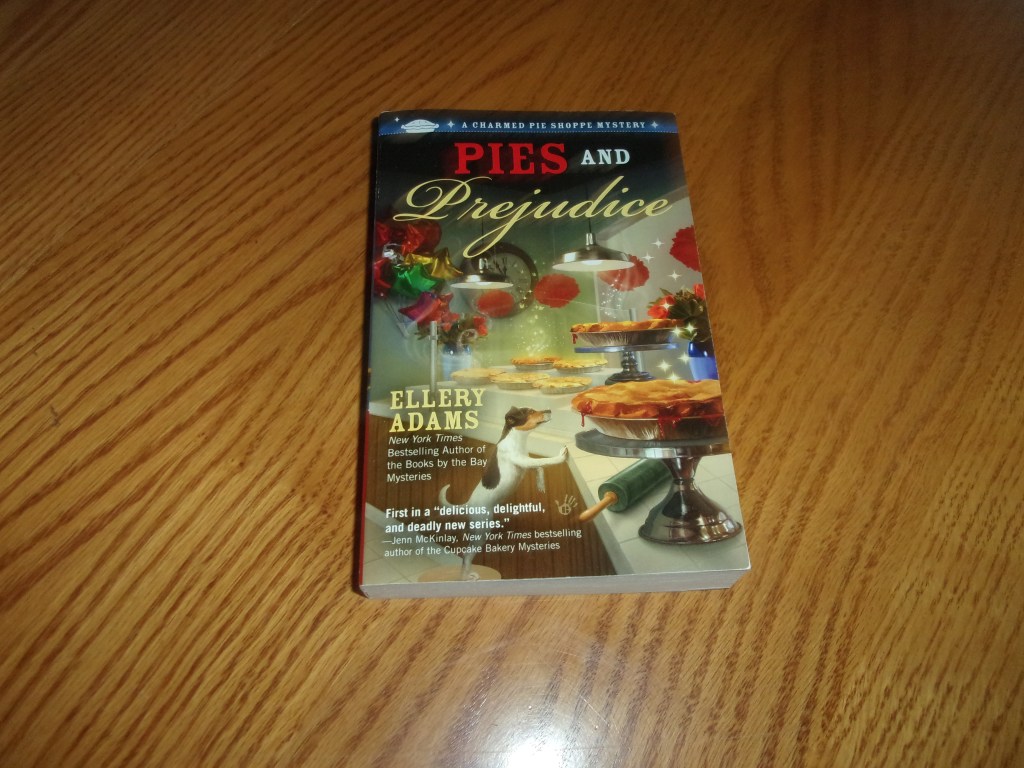 A CHARMED PIE SHOPPE MYSTERY
PIES AND
Prejudice
ELLERY
ADAMS
New York Times
Bestselling Author of
the Books by the Bay
Mysteries
First in a “delicious, delightful,
and deadly new series.”
—Jenn McKinlay, New York Times bestselling
author of the Cupcake Bakery Mysteries